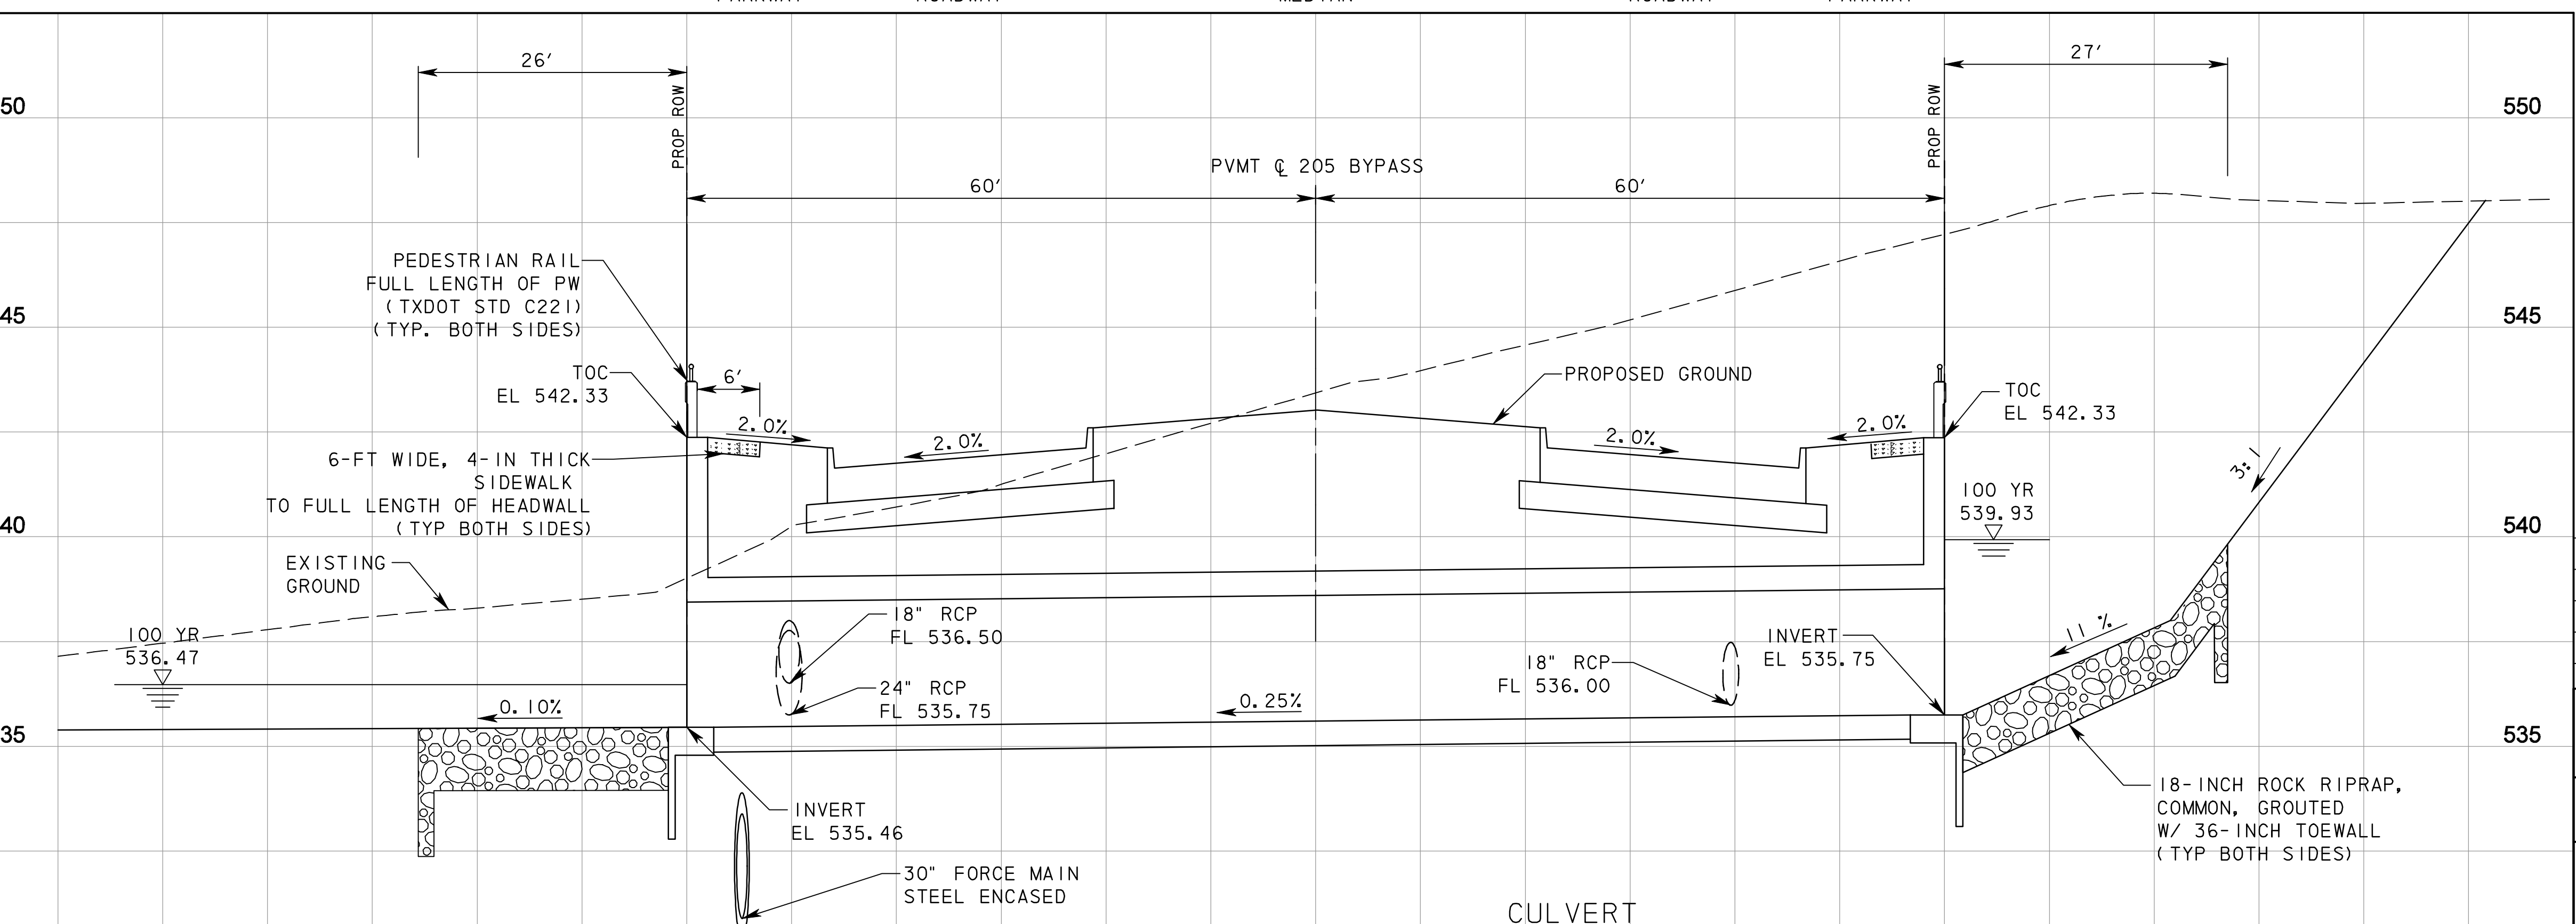 26'
27'
50
550
PROP ROW
PROP ROW
PVMT ℄ 205 BYPASS
60'
60'
PEDESTRIAN RAIL
FULL LENGTH OF PW
(TXDOT STD C221)
(TYP. BOTH SIDES)
45
545
TOC
EL 542.33
6'
PROPOSED GROUND
TOC
EL 542.33
2.0%
2.0%
2.0%
2.0%
6-FT WIDE, 4-IN THICK
SIDEWALK
TO FULL LENGTH OF HEADWALL
(TYP BOTH SIDES)
3:1
100 YR
539.93
40
540
EXISTING
GROUND
18" RCP
FL 536.50
100 YR
536.47
INVERT
EL 535.75
11 %
18" RCP
FL 536.00
24" RCP
FL 535.75
0.10%
0.25%
35
535
INVERT
EL 535.46
18-INCH ROCK RIPRAP,
COMMON, GROUTED
W/ 36-INCH TOEWALL
(TYP BOTH SIDES)
30" FORCE MAIN
STEEL ENCASED
CULVERT